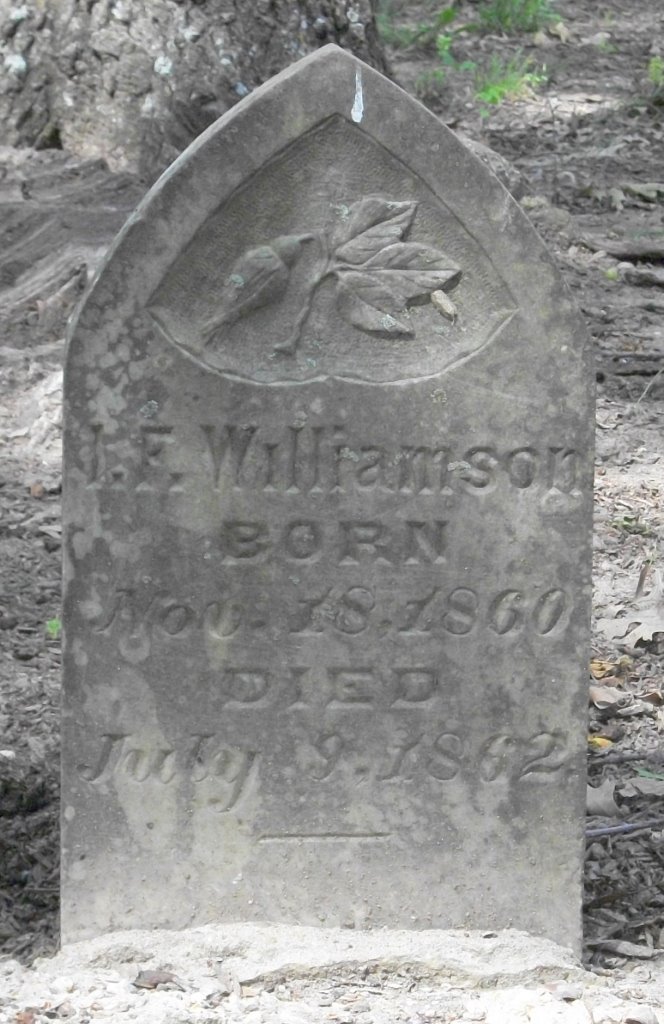 I. F. Williamson
BORN
Nov. 18, 1860
DIED
July 9, 1862